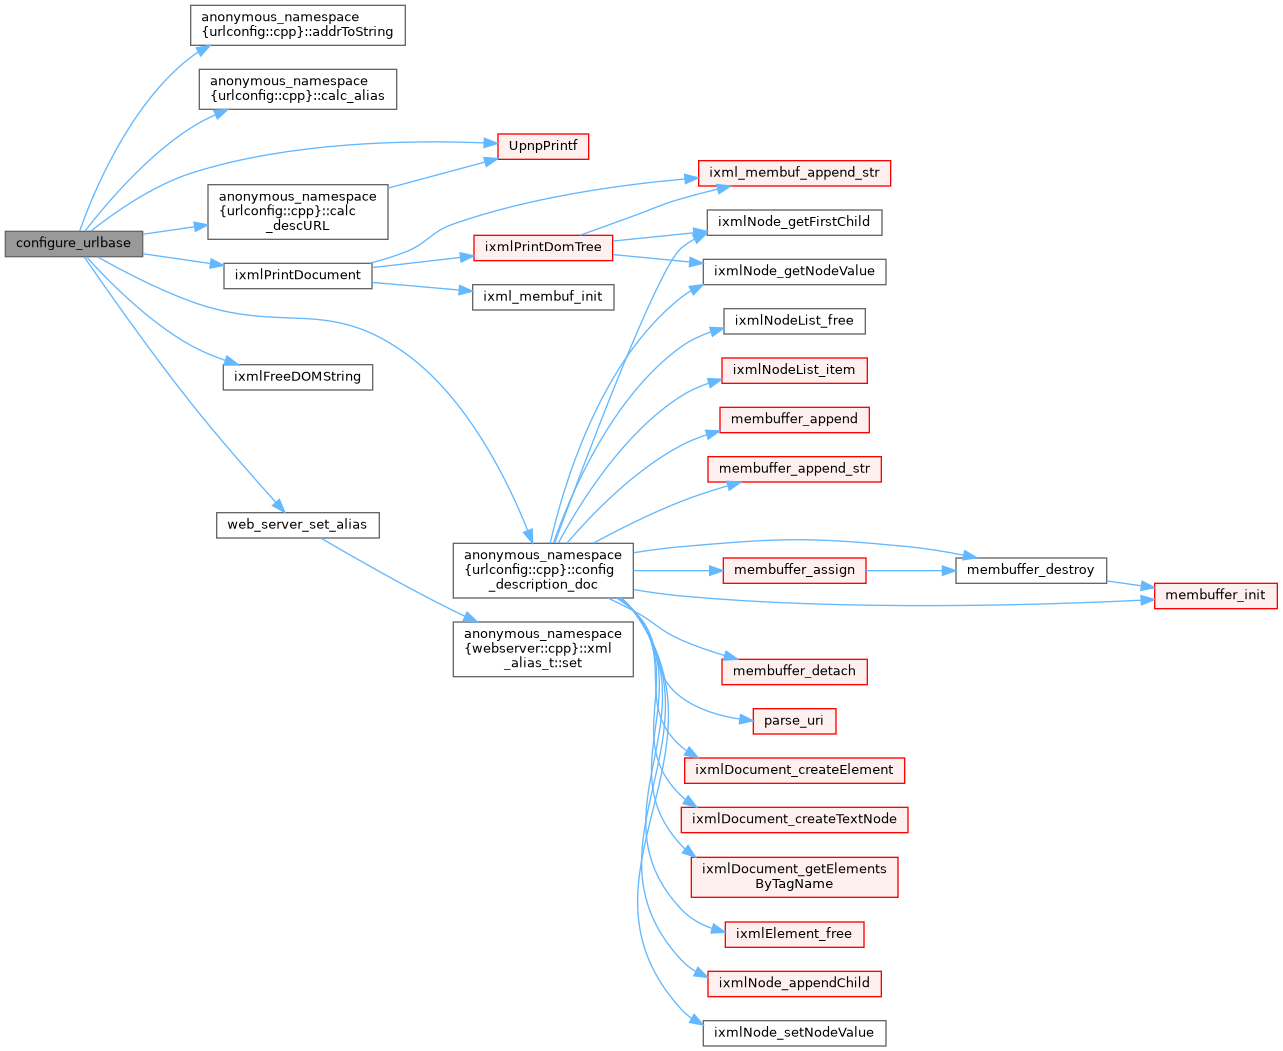 anonymous_namespace
{urlconfig::cpp}::addrToString
anonymous_namespace
{urlconfig::cpp}::calc_alias
UpnpPrintf
ixml_membuf_append_str
anonymous_namespace
{urlconfig::cpp}::calc
_descURL
ixmlNode_getFirstChild
configure_urlbase
ixmlPrintDomTree
ixmlPrintDocument
ixmlNode_getNodeValue
ixml_membuf_init
ixmlNodeList_free
ixmlFreeDOMString
ixmlNodeList_item
membuffer_append
membuffer_append_str
web_server_set_alias
anonymous_namespace
{urlconfig::cpp}::config
_description_doc
membuffer_assign
membuffer_destroy
membuffer_init
anonymous_namespace
{webserver::cpp}::xml
_alias_t::set
membuffer_detach
parse_uri
ixmlDocument_createElement
ixmlDocument_createTextNode
ixmlDocument_getElements
ByTagName
ixmlElement_free
ixmlNode_appendChild
ixmlNode_setNodeValue